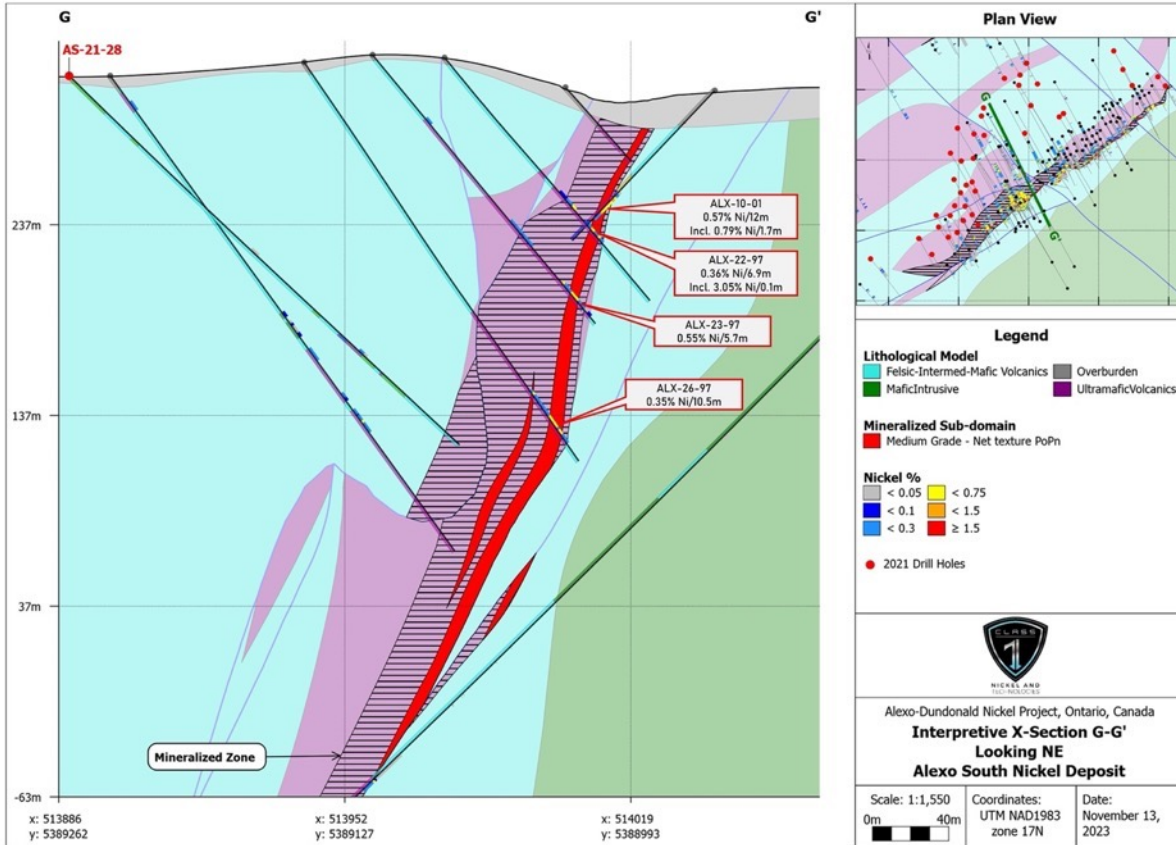 G
G'
AS-21-28
237m
137m
37m
-63m
ALX-10-01
0.57% Ni/12m
Incl. 0.79% Ni/1.7m
ALX-22-97
0.36% Ni/6.9m
Incl. 3.05% Ni/0.1m
ALX-23-97
0.55% Ni/5.7m
ALX-26-97
0.35% Ni/10.5m
Mineralized Zone
x: 513886
y: 5389262
x: 513952
y: 5389127
x: 514019
y: 5388993
Plan View
G
G'
Legend
Lithological Model
Felsic-Intermed-Mafic Volcanics
Overburden
MaficIntrusive
UltramaficVolcanics
Mineralized Sub-domain
Medium Grade - Net texture PoPn
Nickel %
< 0.05
< 0.75
< 0.1
< 1.5
< 0.3
≥ 1.5
2021 Drill Holes
CLASS
1
NICKEL AND
TECHNOLOGIES
Alexo-Dundonald Nickel Project, Ontario, Canada
Interpretive X-Section G-G'
Looking NE
Alexo South Nickel Deposit
Scale: 1:1,550
0m 40m
Coordinates:
UTM NAD1983
zone 17N
Date:
November 13,
2023